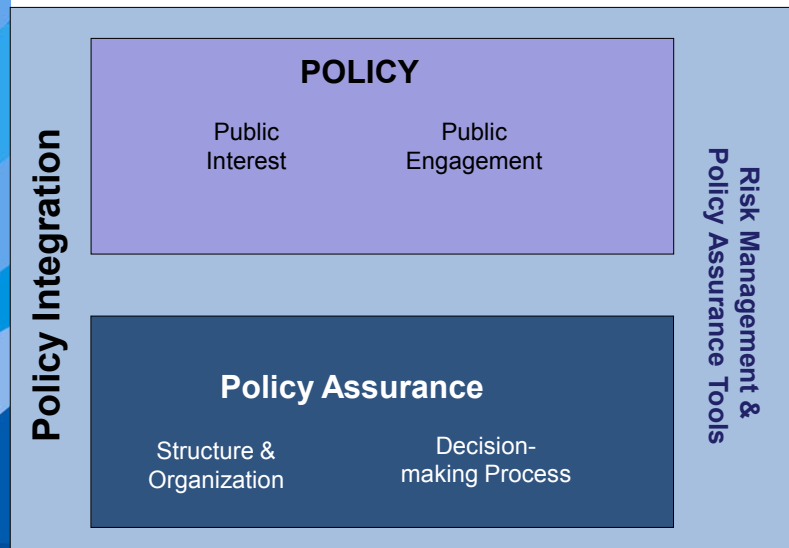 POLICY
Public
Interest
Public
Engagement
Policy Integration
Risk Management &
Policy Assurance Tools
Policy Assurance
Structure &
Organization
Decision-
making Process